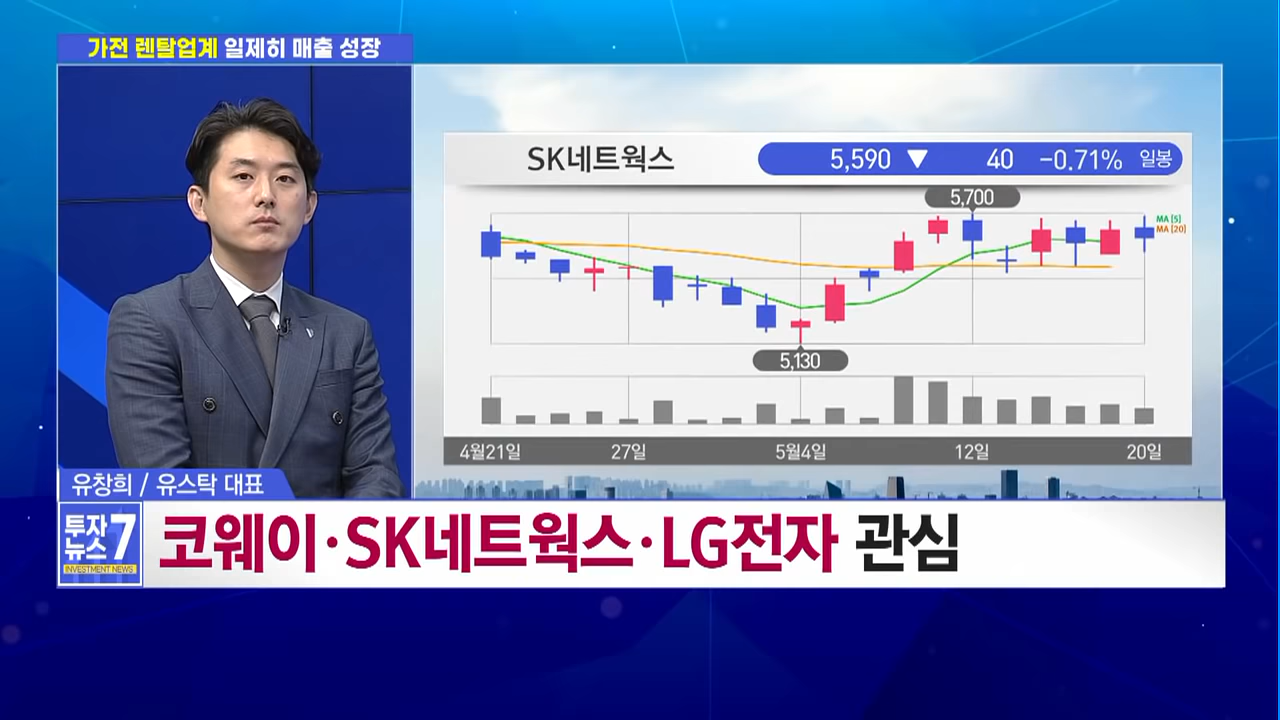 가전 렌탈업계 일제히 매출 성장
SK네트웍스
5,590 ▼ 40 -0.71% 일봉
5,700
MA [5]
MA [20]
5,130
4월21일 27일 5월4일 12일 20일
유창희 / 유스탁 대표
투자뉴스7
INVESTMENT NEWS
코웨이·SK네트웍스·LG전자 관심